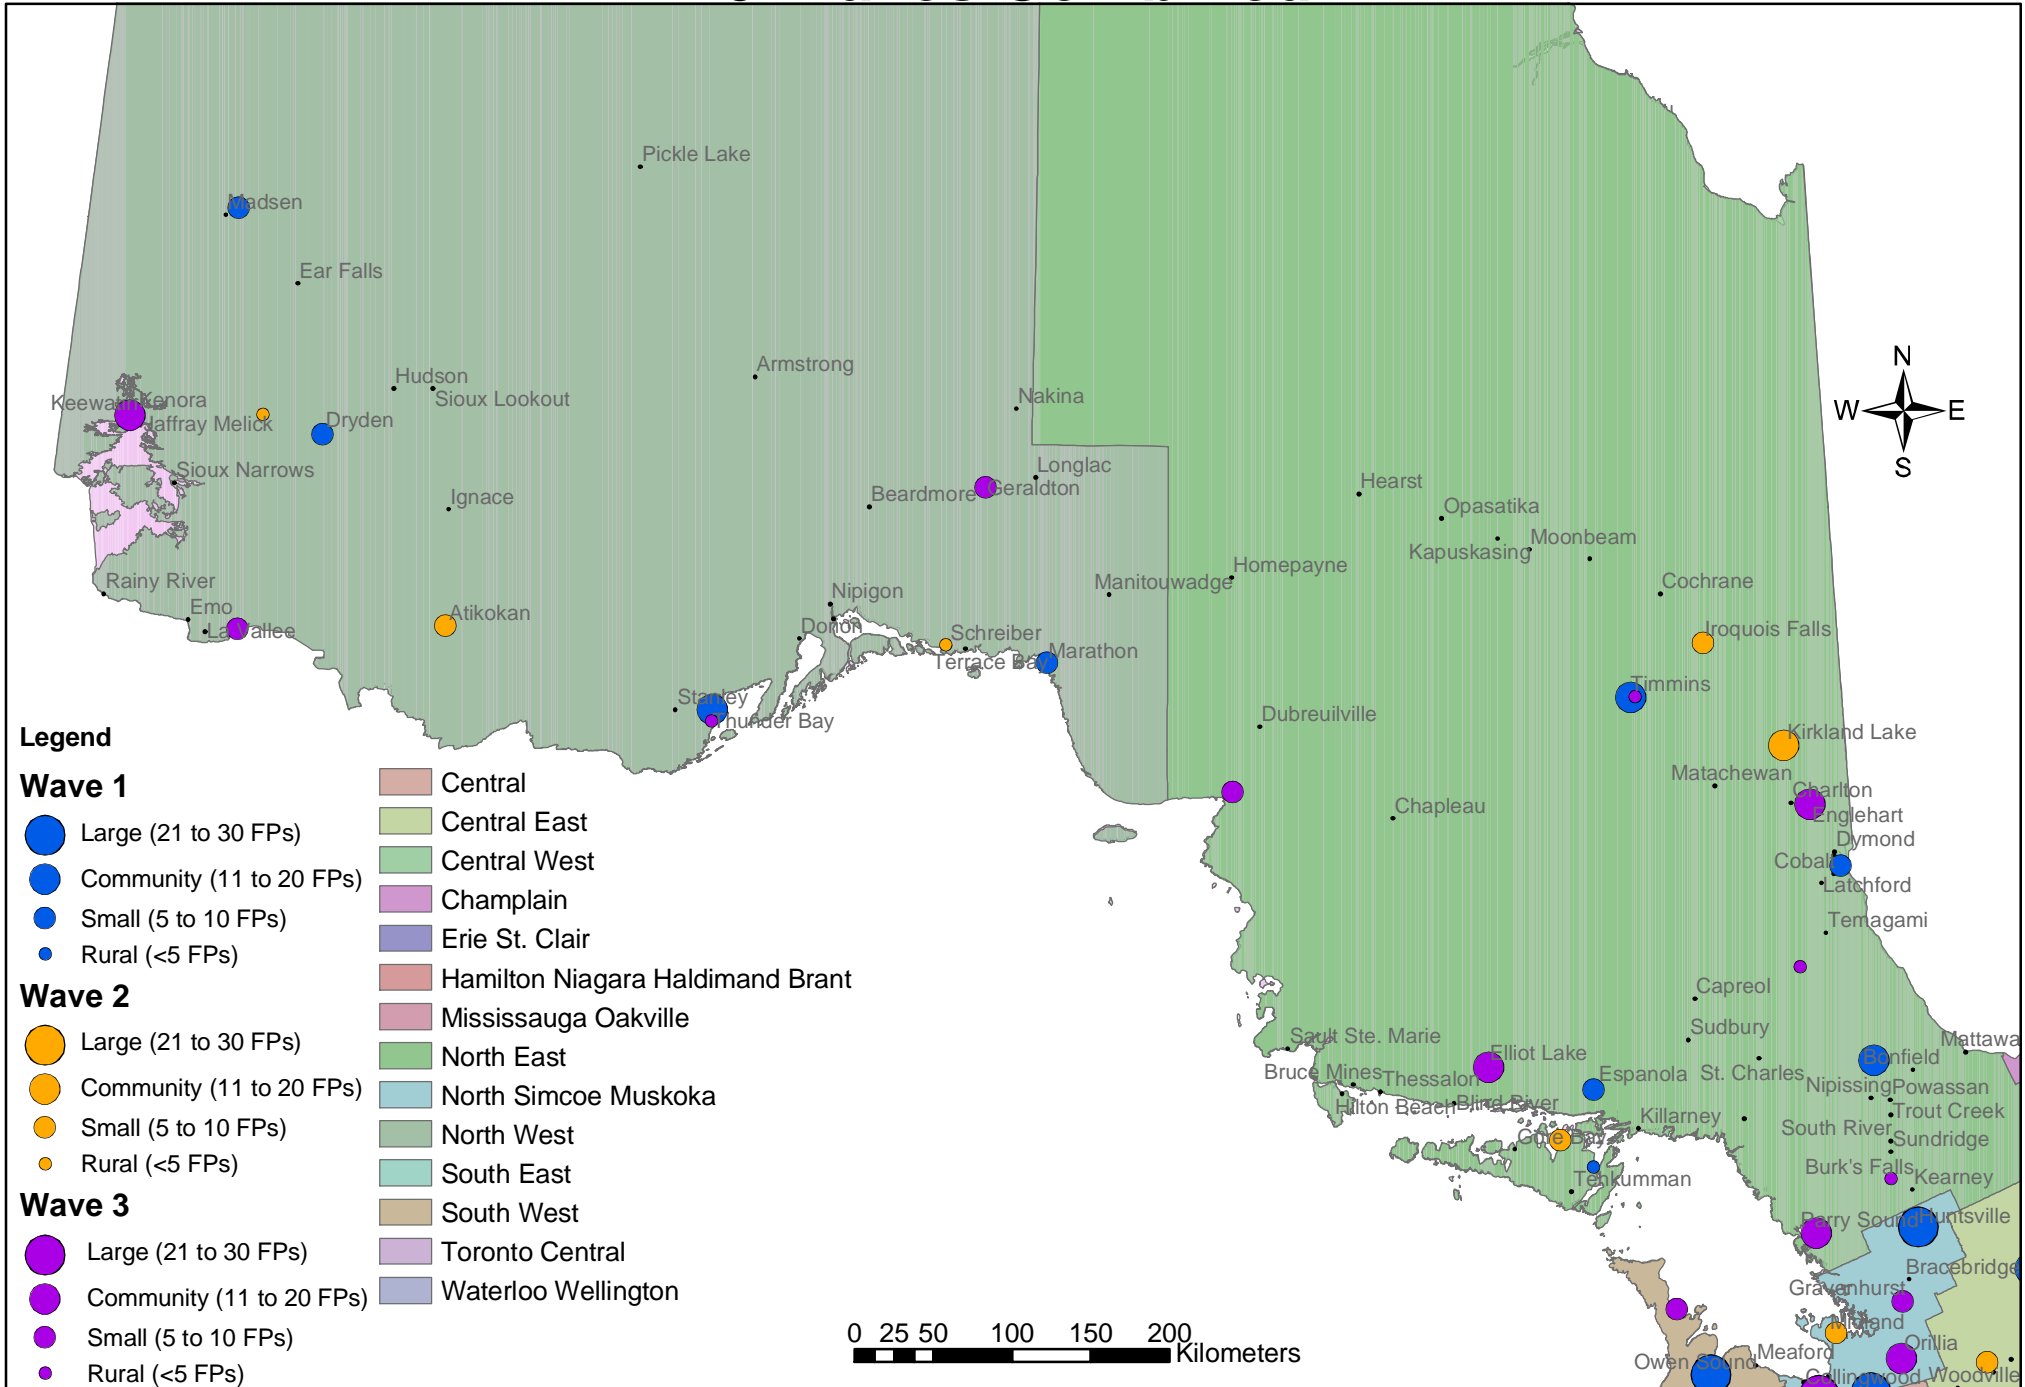 Pickle Lake
Madsen
Ear Falls
Armstrong
Hudson
Sioux Lookout
Nakina
Keewatin
Kenora
Jaffray Melick
Dryden
N
W
E
S
Sioux Narrows
Longlac
Geraldton
Beardmore
Ignace
Hearst
Opasatika
Kapuskasing
Moonbeam
Homepayne
Manitouwadge
Cochrane
Rainy River
Emo
La Vallee
Atikokan
Nipigon
Dorion
Schreiber
Terrace Bay
Marathon
Iroquois Falls
Timmins
Stanley
Thunder Bay
Dubreuilville
Kirkland Lake
Matachewan
Charlton
Englehart
Chapleau
Dymond
Cobalt
Latchford
Temagami
Capreol
Sudbury
Sault Ste. Marie
Elliot Lake
Mattawa
Bonfield
Bruce Mines
Thessalon
Espanola
St. Charles
Nipissing
Powassan
Hilton Beach
Blind River
Killarney
Trout Creek
South River
Sundridge
Gore Bay
Burk's Falls
Kearney
Tehkumman
Parry Sound
Huntsville
Bracebridge
Gravenhurst
Midland
Orillia
Meaford
Owen Sound
Collingwood
Woodville
Legend
Wave 1
Large (21 to 30 FPs)
Community (11 to 20 FPs)
Small (5 to 10 FPs)
Rural (<5 FPs)
Wave 2
Large (21 to 30 FPs)
Community (11 to 20 FPs)
Small (5 to 10 FPs)
Rural (<5 FPs)
Wave 3
Large (21 to 30 FPs)
Community (11 to 20 FPs)
Small (5 to 10 FPs)
Rural (<5 FPs)
Central
Central East
Central West
Champlain
Erie St. Clair
Hamilton Niagara Haldimand Brant
Mississauga Oakville
North East
North Simcoe Muskoka
North West
South East
South West
Toronto Central
Waterloo Wellington
0 25 50 100 150 200
Kilometers